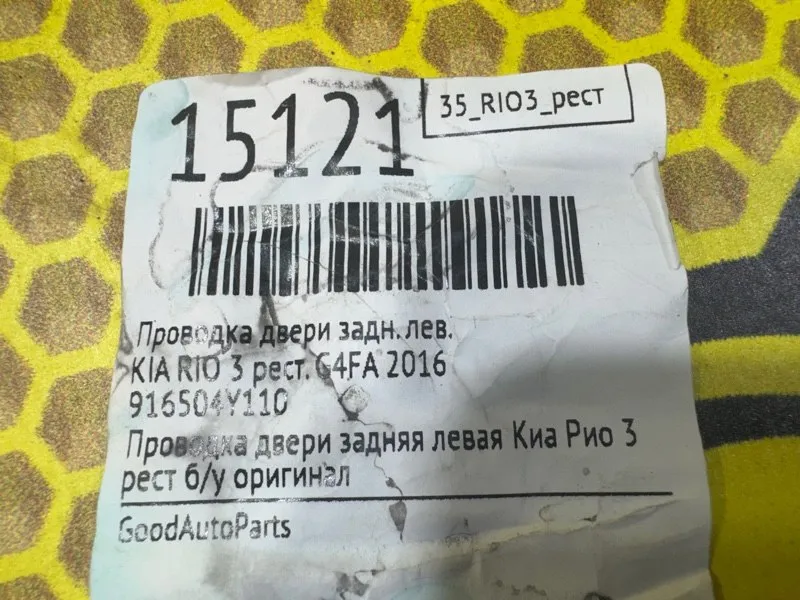 15121
35_RIO3_рест
Проводка двери задн. лев.
KIA RIO 3 рест. G4FA 2016
916504Y110
Проводка двери задняя левая Киа Рио 3
рест б/у оригинал
GoodAutoParts